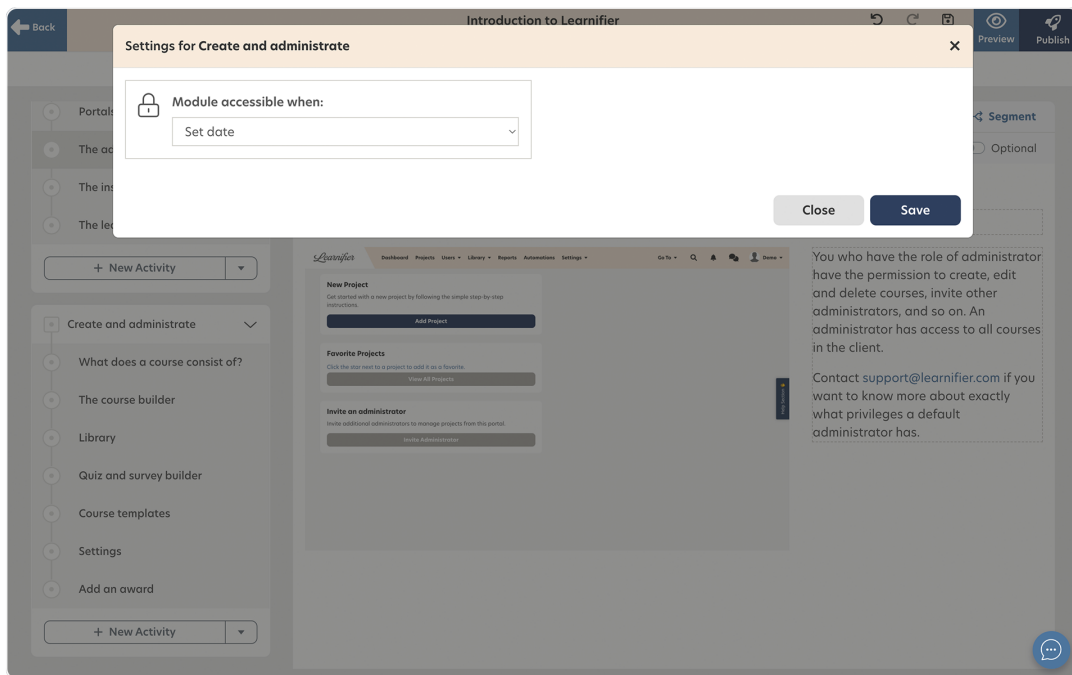 Back
Introduction to Learnifier
Preview
Publish
Settings for Create and administrate
Module accessible when:
Set date
Close
Save
Portals
The ad
The ins
The le
+ New Activity
Create and administrate
What does a course consist of?
The course builder
Library
Quiz and survey builder
Course templates
Settings
Add an award
+ New Activity
Segment
Optional
Learnifier
Dashboard Projects Users Library Reports Automations Settings Go To Demo
New Project
Get started with a new project by following the simple step-by step
instructions.
Add Project
Favorite Projects
Click the star next to a project to add it as a favorite.
View All Projects
Invite an administrator
Invite additional administrators to manage projects from this portal.
Invite Administrator
You who have the role of administrator
have the permission to create, edit
and delete courses, invite other
administrators, and so on. An
administrator has access to all courses
in the client.
Contact support@learnifier.com if you
want to know more about exactly
what privileges a default
administrator has.